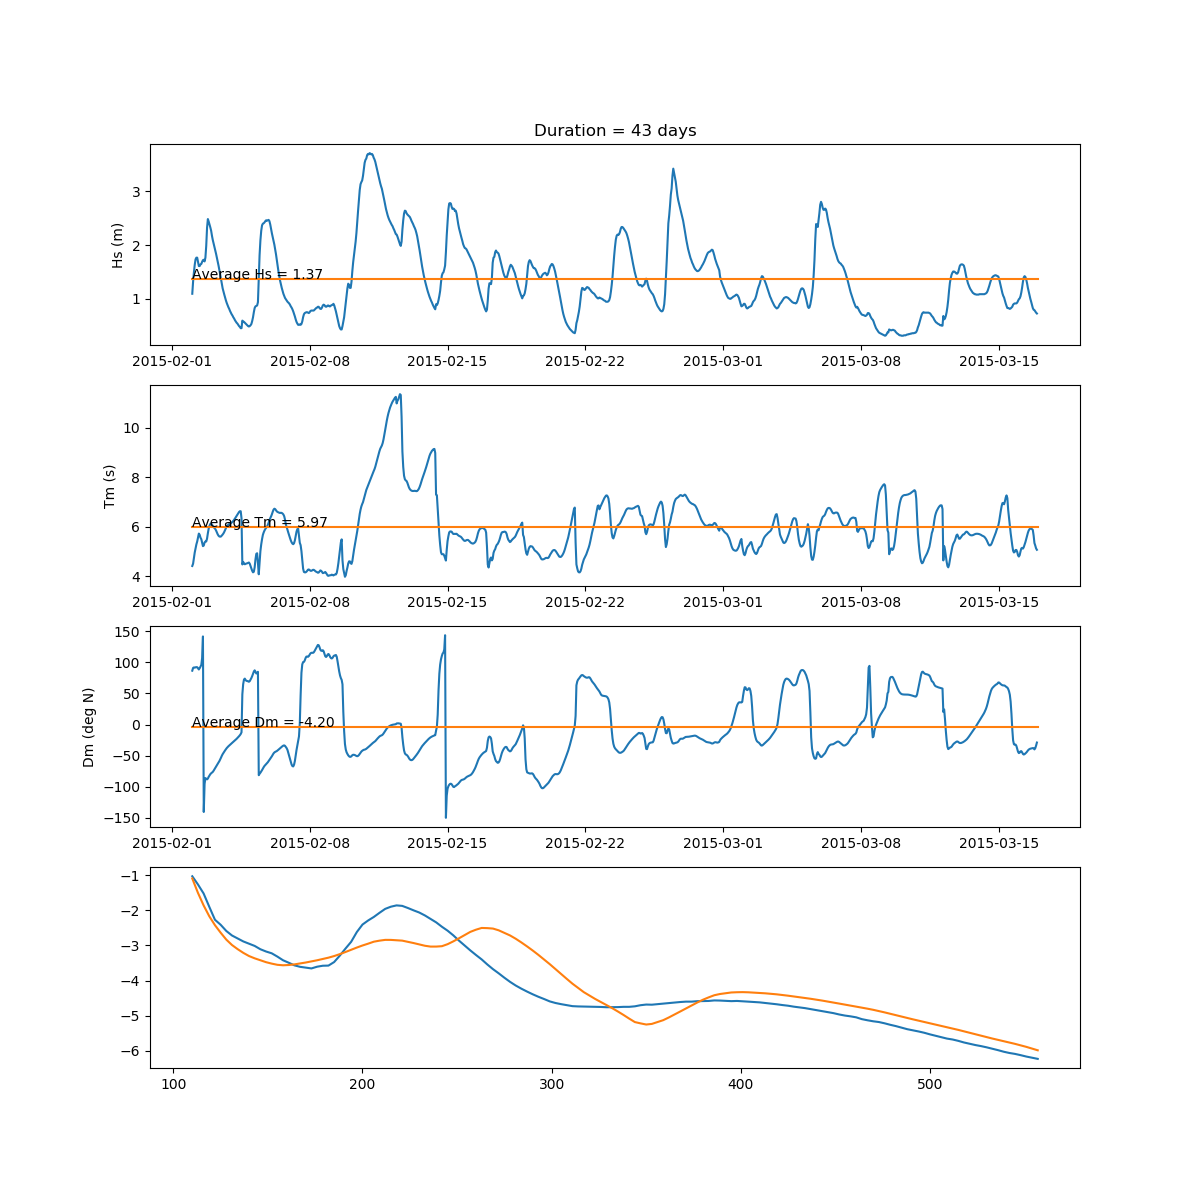 Duration = 43 days
Hs (m)
3
2
1
Average Hs = 1.37
2015-02-01 2015-02-08 2015-02-15 2015-02-22 2015-03-01 2015-03-08 2015-03-15
Tm (s)
10
8
6
4
Average Tm = 5.97
2015-02-01 2015-02-08 2015-02-15 2015-02-22 2015-03-01 2015-03-08 2015-03-15
Dm (deg N)
150
100
50
0
−50
−100
−150
Average Dm = -4.20
2015-02-01 2015-02-08 2015-02-15 2015-02-22 2015-03-01 2015-03-08 2015-03-15
−1
−2
−3
−4
−5
−6
100 200 300 400 500